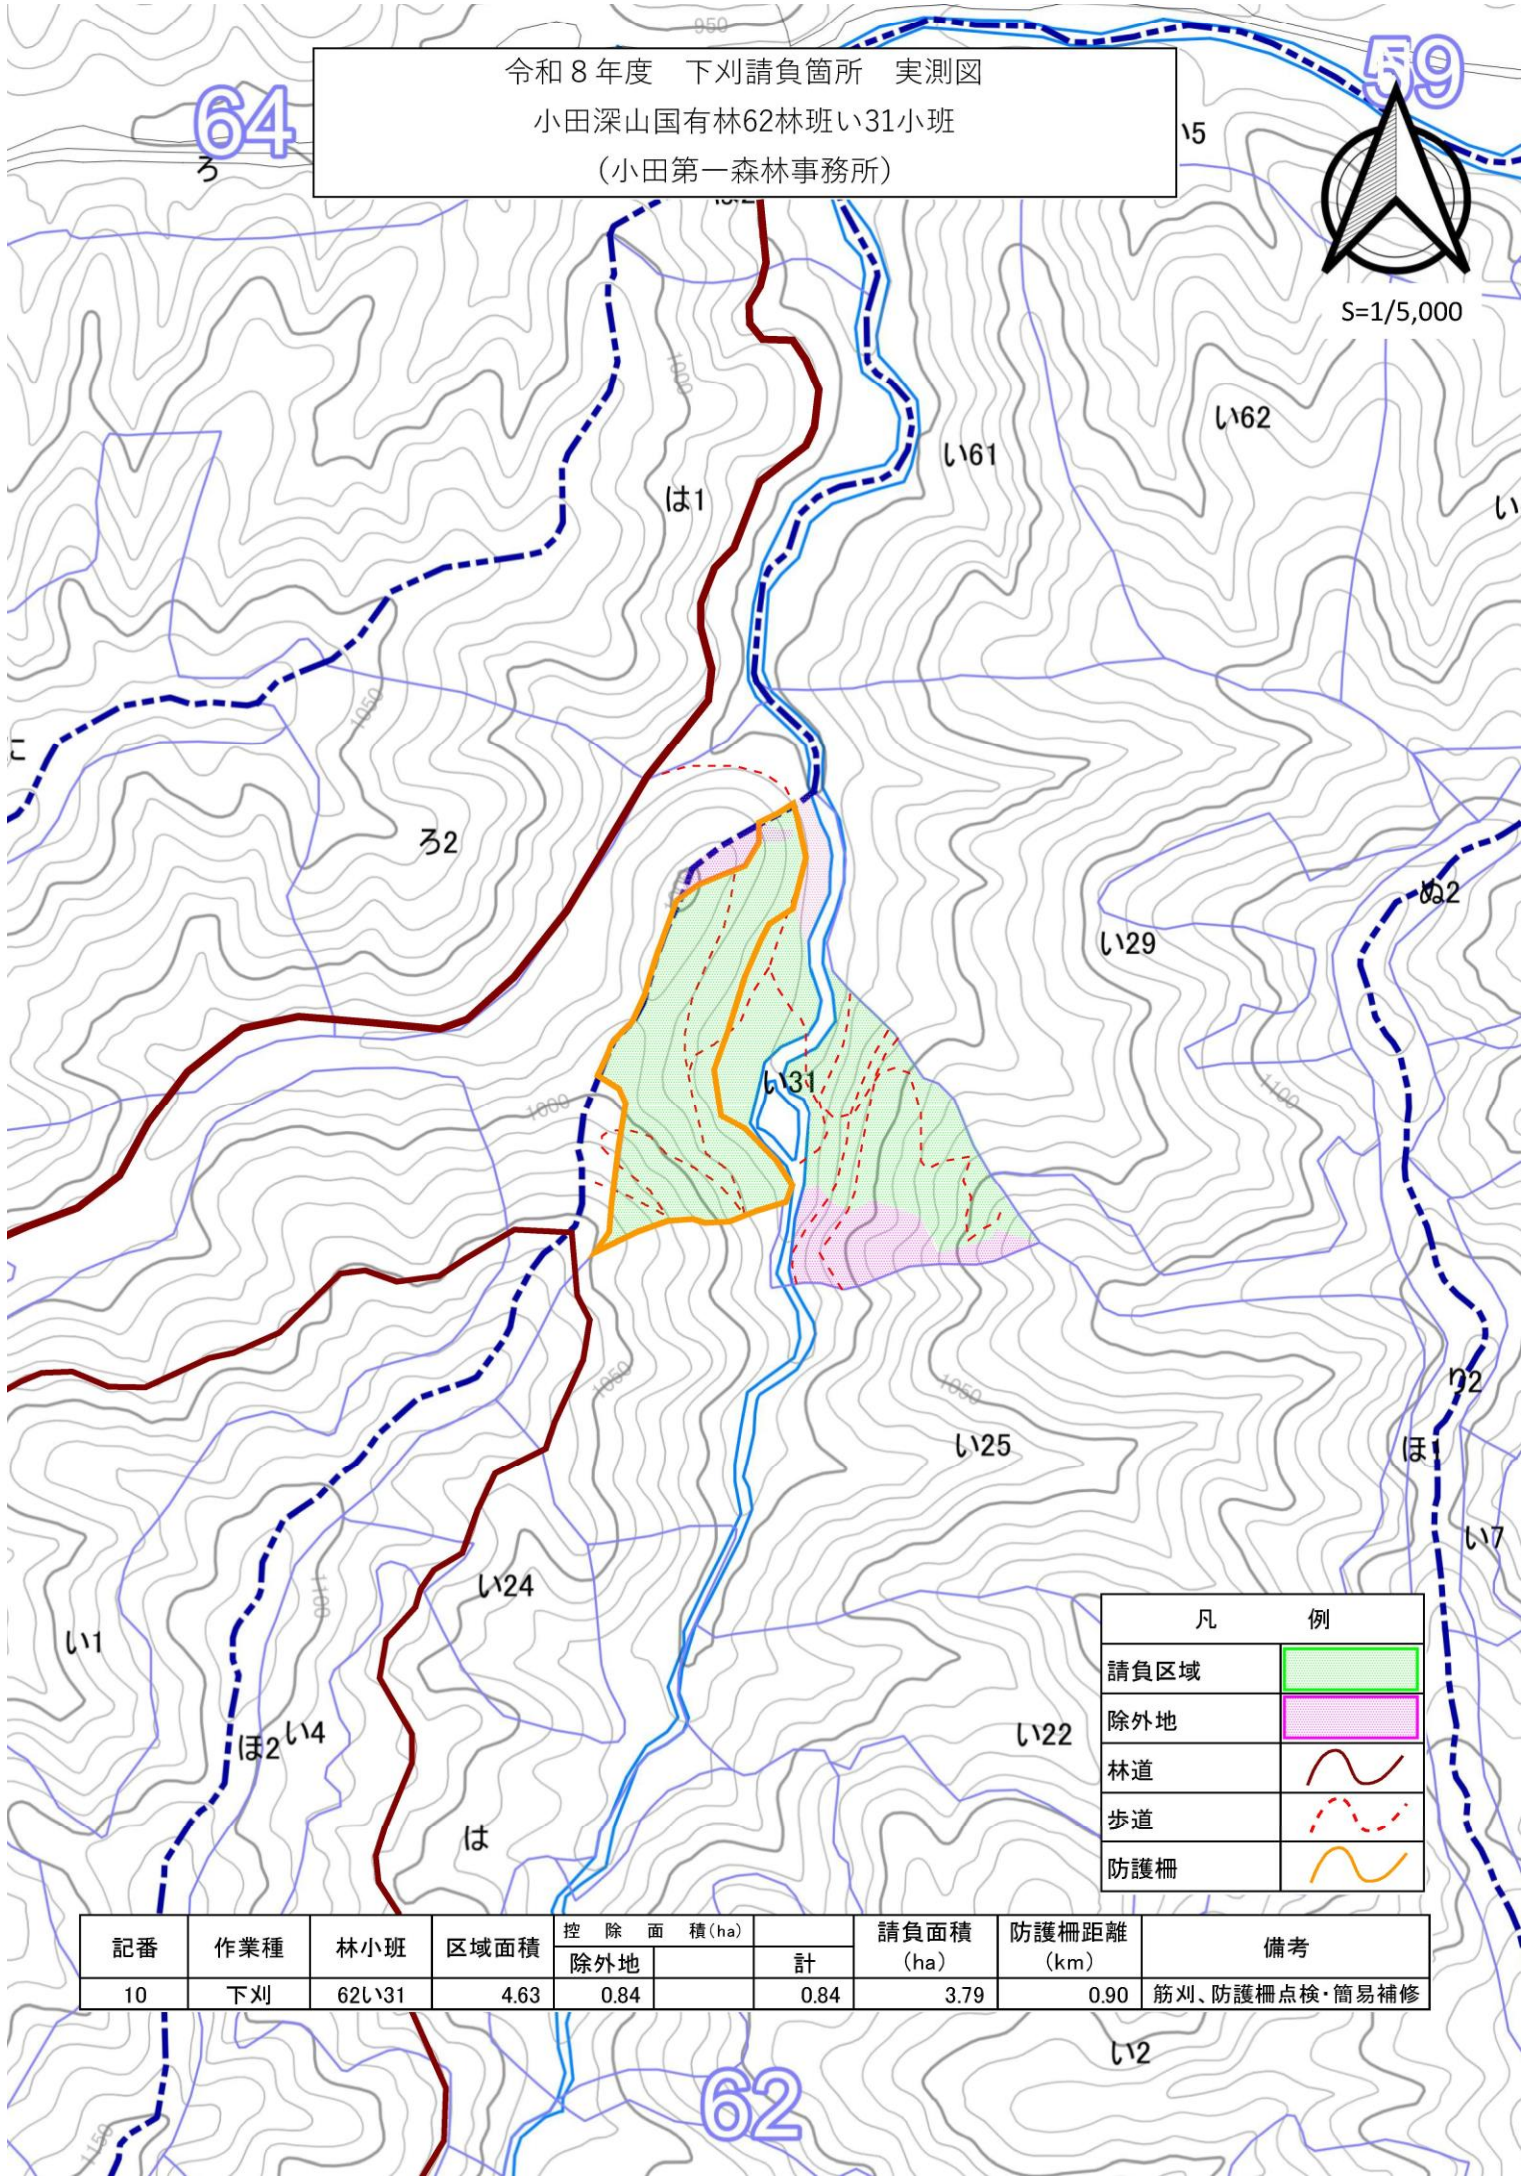 950
令和８年度　下刈請負箇所　実測図
小田深山国有林62林班い31小班
（小田第一森林事務所）
64
59
ろ
い5
S=1/5,000
1000
い62
い61
は1
い
1050
ろ2
ぬ2
い29
い31
1000
1100
1050
1050
り2
い25
ほ1
い7
1100
い24
い1
ほ2
い4
い22
は
凡　例
請負区域
除外地
林道
歩道
防護柵
記番 作業種 林小班 区域面積 控除面積(ha) 請負面積(ha) 防護柵距離(km) 備考
除外地 計
10 下刈 62い31 4.63 0.84 0.84 3.79 0.90 筋刈、防護柵点検・簡易補修
い2
62
1150